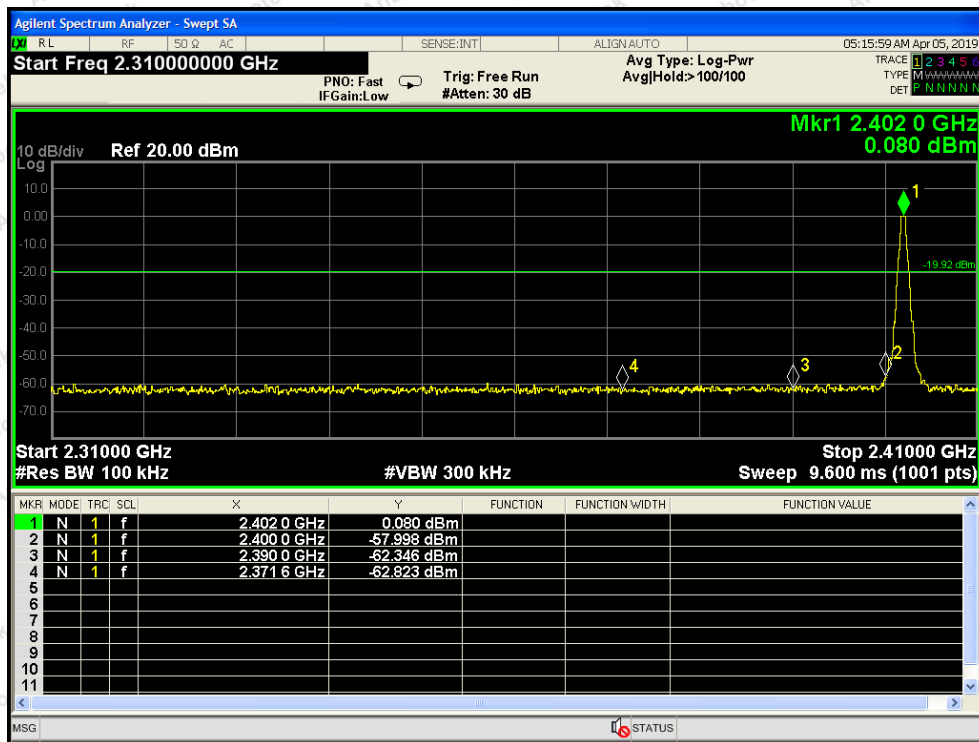 Agilent Spectrum Analyzer - Swept SA
LXI RL RF 50 Ω AC SENSE:INT ALIGN AUTO 05:15:59 AM Apr 05, 2019
Start Freq 2.310000000 GHz
PNO: Fast
IFGain:Low
Trig: Free Run
#Atten: 30 dB
Avg Type: Log-Pwr
Avg|Hold:>100/100
TRACE 1 2 3 4 5 6
TYPE M W W W W W
DET P N N N N N
Mkr1 2.402 0 GHz
0.080 dBm
10 dB/div Ref 20.00 dBm
Log
10.0
0.00
-10.0
-20.0
-30.0
-40.0
-50.0
-60.0
-70.0
1
-19.92 dBm
2
3
4
Start 2.31000 GHz Stop 2.41000 GHz
#Res BW 100 kHz #VBW 300 kHz Sweep 9.600 ms (1001 pts)
MKR MODE TRC SCL X Y FUNCTION FUNCTION WIDTH FUNCTION VALUE
1 N 1 f 2.402 0 GHz 0.080 dBm
2 N 1 f 2.400 0 GHz -57.998 dBm
3 N 1 f 2.390 0 GHz -62.346 dBm
4 N 1 f 2.371 6 GHz -62.823 dBm
5
6
7
8
9
10
11
MSG STATUS